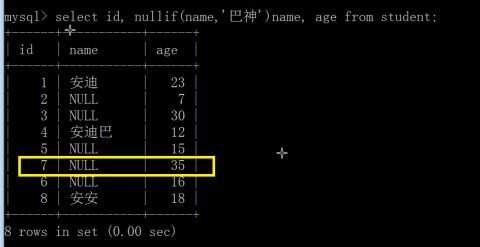 mysql> select id, nullif(name,'巴神')name, age from student;
+------+--------+------+
| id | name | age |
+------+--------+------+
| 1 | 安迪 | 23 |
| 2 | NULL | 7 |
| 3 | NULL | 30 |
| 4 | 安迪巴 | 12 |
| 5 | NULL | 15 |
| 7 | NULL | 35 |
| 6 | NULL | 16 |
| 8 | 安安 | 18 |
+------+--------+------+
8 rows in set (0.00 sec)